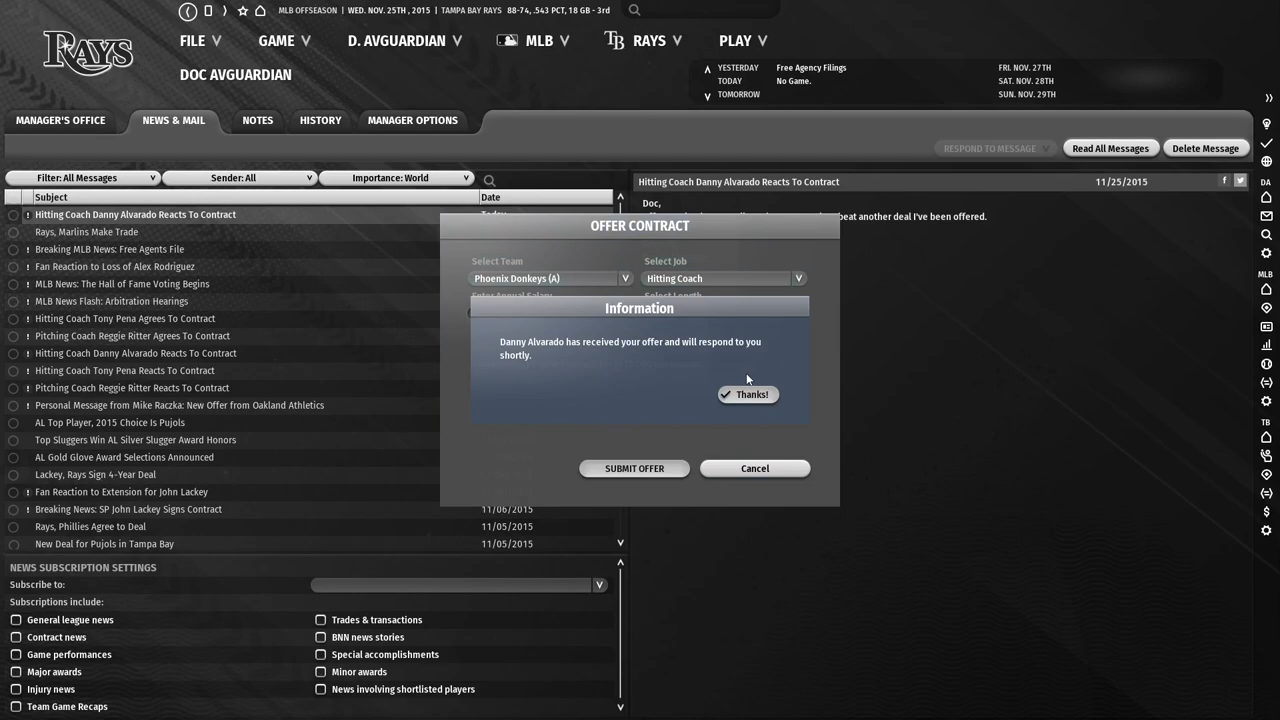 MLB OFFSEASON | WED. NOV. 25TH , 2015 | TAMPA BAY RAYS 88-74, .543 PCT, 18 GB - 3rd
RAYS
FILE GAME D. AVGUARDIAN MLB TB RAYS PLAY
DOC AVGUARDIAN
YESTERDAY Free Agency Filings FRI. NOV. 27TH
TODAY No Game. SAT. NOV. 28TH
TOMORROW SUN. NOV. 29TH
MANAGER'S OFFICE NEWS & MAIL NOTES HISTORY MANAGER OPTIONS
RESPOND TO MESSAGE Read All Messages Delete Message
Filter: All Messages Sender: All Importance: World
Subject Date
Hitting Coach Danny Alvarado Reacts To Contract
Rays, Marlins Make Trade
! Breaking MLB News: Free Agents File
! Fan Reaction to Loss of Alex Rodriguez
! MLB News: The Hall of Fame Voting Begins
! MLB News Flash: Arbitration Hearings
! Hitting Coach Tony Pena Agrees To Contract
! Pitching Coach Reggie Ritter Agrees To Contract
! Hitting Coach Danny Alvarado Reacts To Contract
! Hitting Coach Tony Pena Reacts To Contract
! Pitching Coach Reggie Ritter Reacts To Contract
! Personal Message from Mike Raczka: New Offer from Oakland Athletics
AL Top Player, 2015 Choice Is Pujols
Top Sluggers Win AL Silver Slugger Award Honors
AL Gold Glove Award Selections Announced
Lackey, Rays Sign 4-Year Deal
! Fan Reaction to Extension for John Lackey
! Breaking News: SP John Lackey Signs Contract 11/06/2015
Rays, Phillies Agree to Deal 11/05/2015
New Deal for Pujols in Tampa Bay 11/05/2015
Hitting Coach Danny Alvarado Reacts To Contract 11/25/2015
Doc,
beat another deal I've been offered.
OFFER CONTRACT
Select Team Select Job
Phoenix Donkeys (A) Hitting Coach
Enter Annual Salary Select Length
Information
Danny Alvarado has received your offer and will respond to you
shortly.
Thanks!
SUBMIT OFFER Cancel
NEWS SUBSCRIPTION SETTINGS
Subscribe to:
Subscriptions include:
General league news Trades & transactions
Contract news BNN news stories
Game performances Special accomplishments
Major awards Minor awards
Injury news News involving shortlisted players
Team Game Recaps
DA
MLB
TB